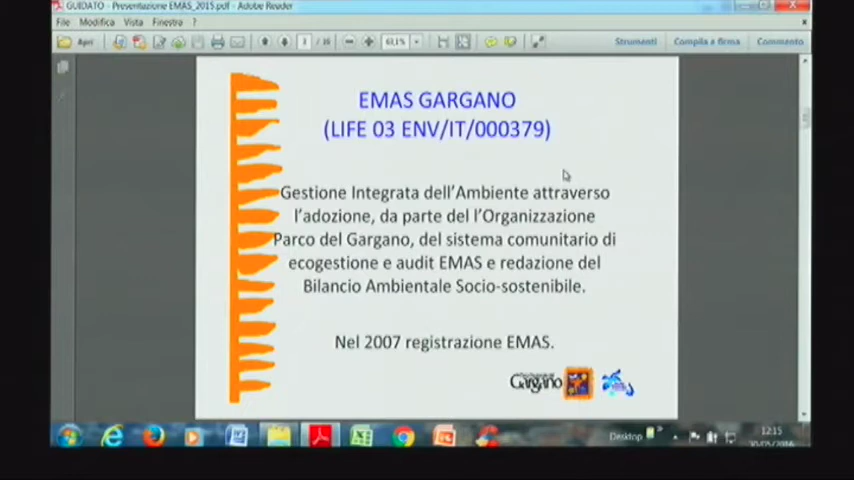 GUIDATO - Presentazione EMAS_2015.pdf - Adobe Reader
File Modifica Vista Finestra ?
Apri 63,1% Strumenti Compila e firma Commento
EMAS GARGANO
(LIFE 03 ENV/IT/000379)
Gestione Integrata dell'Ambiente attraverso
l'adozione, da parte del l'Organizzazione
Parco del Gargano, del sistema comunitario di
ecogestione e audit EMAS e redazione del
Bilancio Ambientale Socio-sostenibile.
Nel 2007 registrazione EMAS.
Gargano
Desktop 12:15